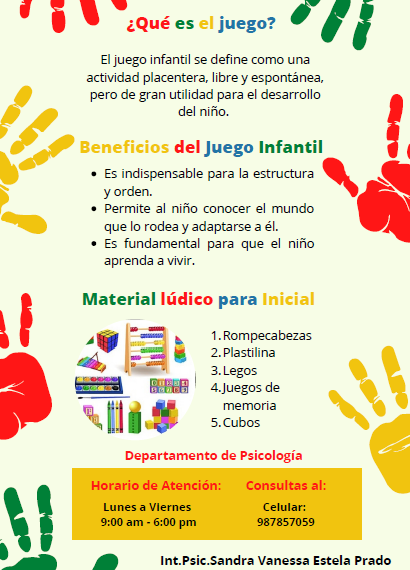 ¿Qué es el juego?
El juego infantil se define como una
actividad placentera, libre y espontánea,
pero de gran utilidad para el desarrollo
del niño.
Beneficios del Juego Infantil
• Es indispensable para la estructura
y orden.
• Permite al niño conocer el mundo
que lo rodea y adaptarse a él.
• Es fundamental para que el niño
aprenda a vivir.
Material lúdico para Inicial
1. Rompecabezas
2. Plastilina
3. Legos
4. Juegos de
memoria
5. Cubos
Departamento de Psicología
Horario de Atención:
Lunes a VIernes
9:00 am - 6:00 pm
Consultas al:
Celular:
987857059
Int.Psic.Sandra Vanessa Estela Prado